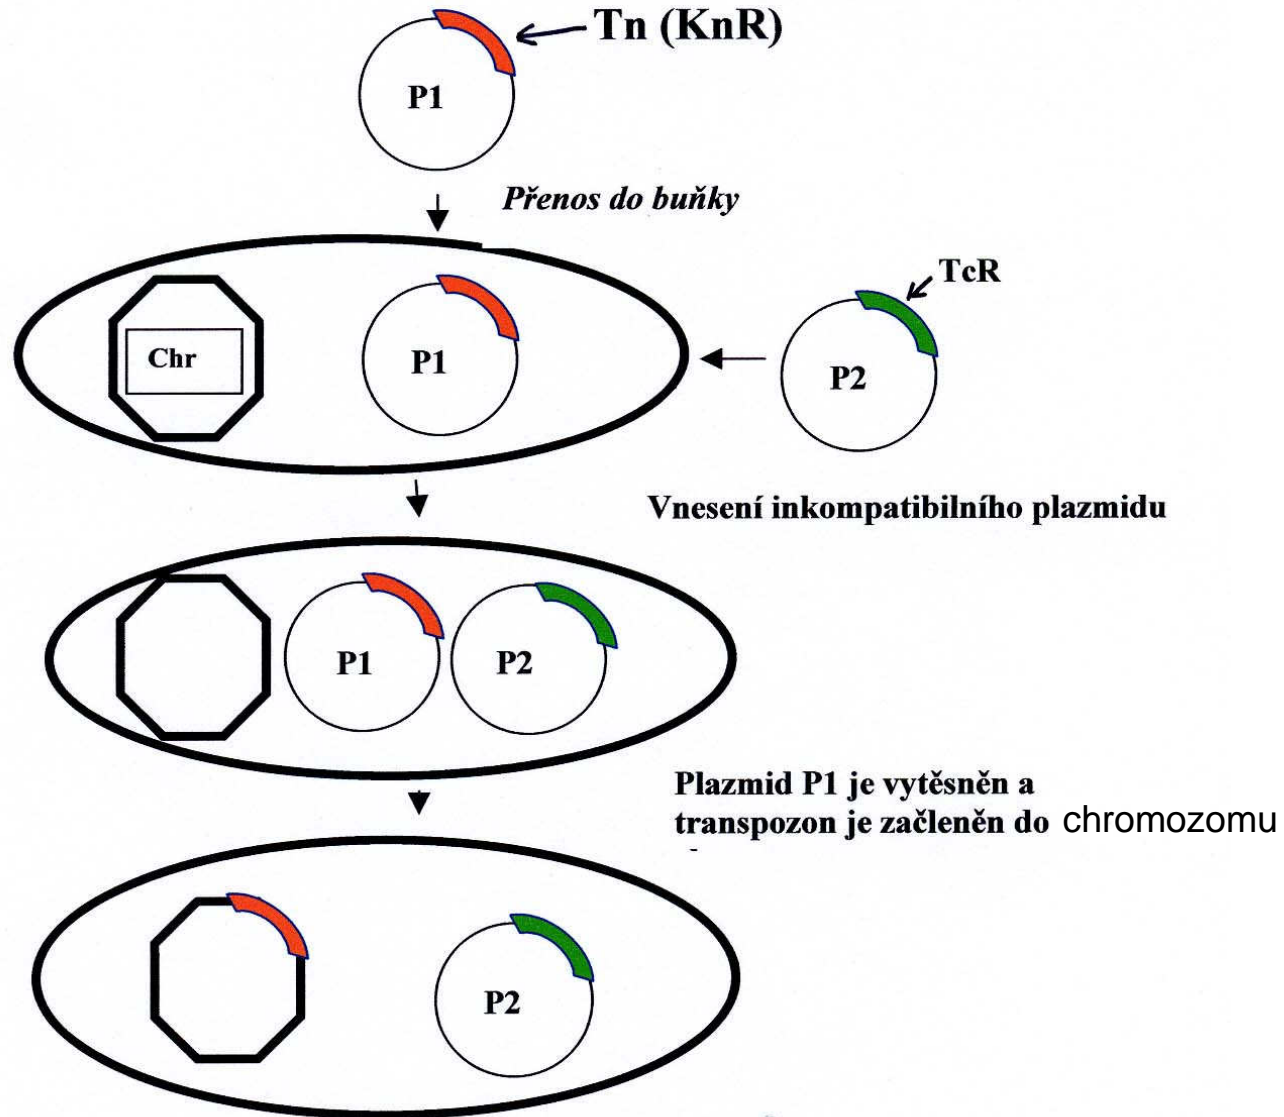 Tn (KnR)
P1
Přenos do buňky
TcR
Chr
P1
P2
Vnesení inkompatibilního plazmidu
P1
P2
Plazmid P1 je vytěsněn a
transpozon je začleněn do chromozomu
P2